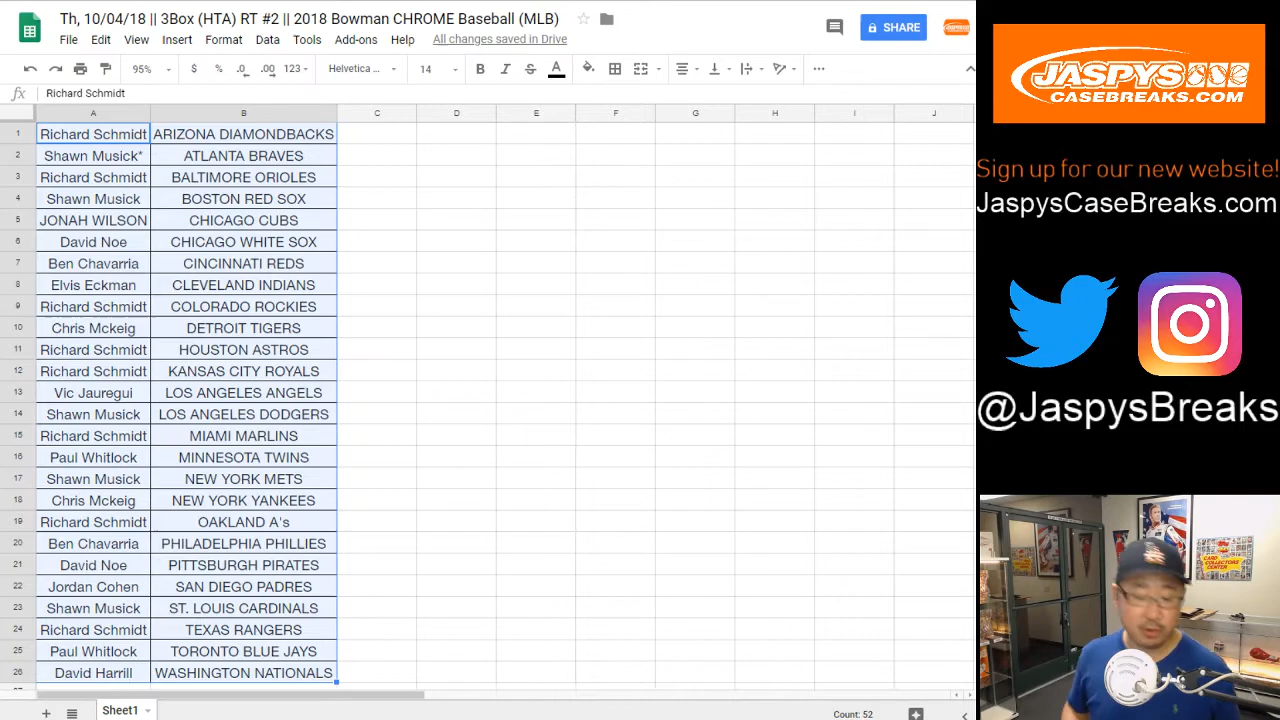 Th, 10/04/18 || 3Box (HTA) RT #2 || 2018 Bowman CHROME Baseball (MLB)
File Edit View Insert Tools Add-ons Help All changes saved in Drive
SHARE
95% $ % .0 .00 123 Helvetica 14 B I S A
fx Richard Schmidt
A B C D E F G H I J
1 Richard Schmidt ARIZONA DIAMONDBACKS
2 Shawn Musick* ATLANTA BRAVES
3 Richard Schmidt BALTIMORE ORIOLES
4 Shawn Musick BOSTON RED SOX
5 JONAH WILSON CHICAGO CUBS
6 David Noe CHICAGO WHITE SOX
7 Ben Chavarria CINCINNATI REDS
8 Elvis Eckman CLEVELAND INDIANS
9 Richard Schmidt COLORADO ROCKIES
10 Chris Mckeig DETROIT TIGERS
11 Richard Schmidt HOUSTON ASTROS
12 Richard Schmidt KANSAS CITY ROYALS
13 Vic Jauregui LOS ANGELES ANGELS
14 Shawn Musick LOS ANGELES DODGERS
15 Richard Schmidt MIAMI MARLINS
16 Paul Whitlock MINNESOTA TWINS
17 Shawn Musick NEW YORK METS
18 Chris Mckeig NEW YORK YANKEES
19 Richard Schmidt OAKLAND A's
20 Ben Chavarria PHILADELPHIA PHILLIES
21 David Noe PITTSBURGH PIRATES
22 Jordan Cohen SAN DIEGO PADRES
23 Shawn Musick ST. LOUIS CARDINALS
24 Richard Schmidt TEXAS RANGERS
25 Paul Whitlock TORONTO BLUE JAYS
26 David Harrill WASHINGTON NATIONALS
Sheet1
Count: 52
JASPYS
CASEBREAKS.COM
Sign up for our new website!
JaspysCaseBreaks.com
@JaspysBreaks
CARD
COLLECTORS
CENTER